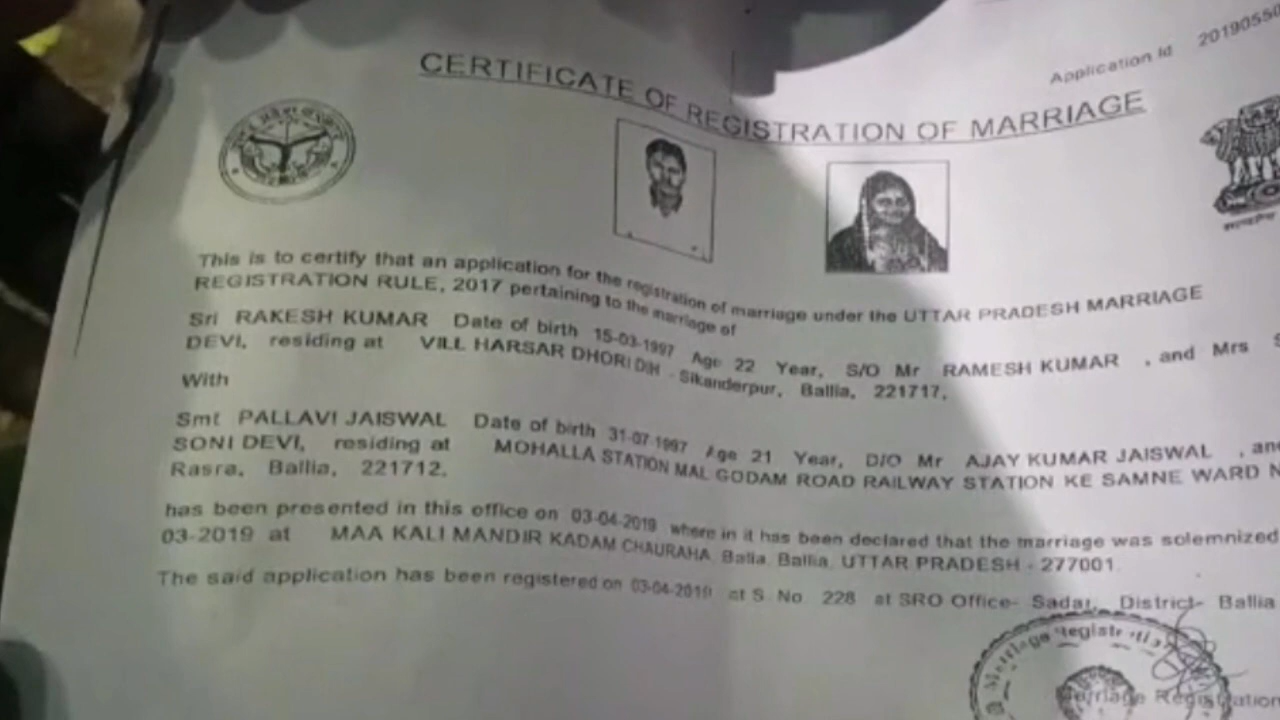 Application Id 20190550
CERTIFICATE OF REGISTRATION OF MARRIAGE
This is to certify that an application for the registration of marriage under the UTTAR PRADESH MARRIAGE
REGISTRATION RULE, 2017 pertaining to the marriage of
Sri RAKESH KUMAR Date of birth 15-03-1997 Age 22 Year, S/O Mr RAMESH KUMAR , and Mrs S
DEVI, residing at VILL HARSAR DHORI DIH - Sikanderpur, Ballia, 221717,
With
Smt PALLAVI JAISWAL Date of birth 31-07-1997 Age 21 Year, D/O Mr AJAY KUMAR JAISWAL , and
SONI DEVI, residing at MOHALLA STATION MAL GODAM ROAD RAILWAY STATION KE SAMNE WARD N
Rasra, Ballia, 221712,
has been presented in this office on 03-04-2019 where in it has been declared that the marriage was solemnized
03-2019 at MAA KALI MANDIR KADAM CHAURAHA, Balia, Ballia, UTTAR PRADESH - 277001.
The said application has been registered on 03-04-2019 at S. No. 228 at SRO Office- Sadar, District- Ballia
Marriage Registration